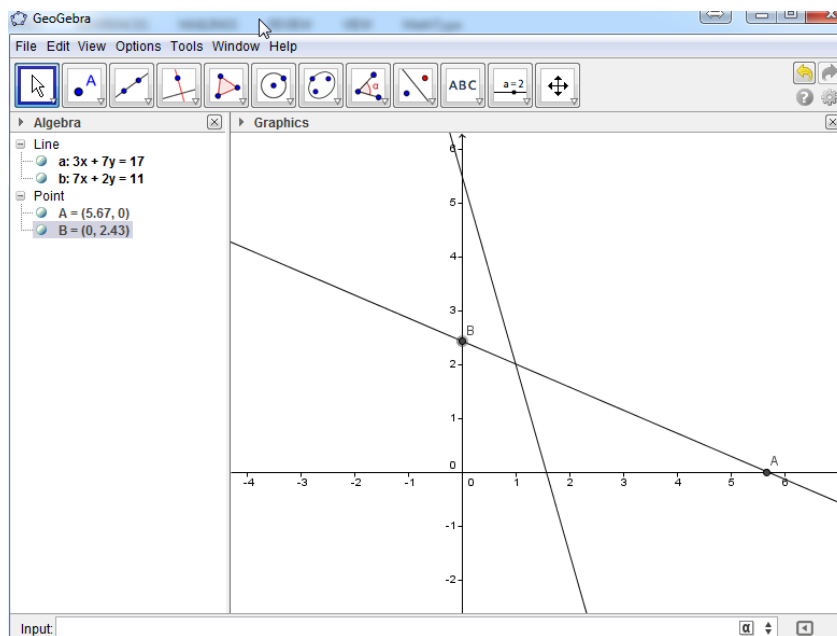 GeoGebra
File Edit View Options Tools Window Help
A
α
ABC
a=2
?
Algebra
Graphics
Line
a: 3x + 7y = 17
b: 7x + 2y = 11
Point
A = (5.67, 0)
B = (0, 2.43)
6
5
4
3
B
2
1
A
0
-4 -3 -2 -1 0 1 2 3 4 5 6
-1
-2
Input: α